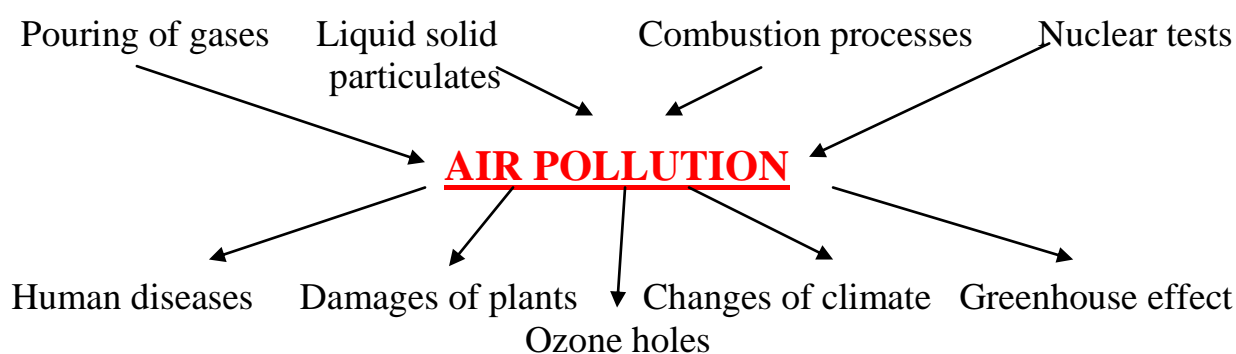 Pouring of gases
Liquid solid
particulates
Combustion processes
Nuclear tests
AIR POLLUTION
Human diseases
Damages of plants
Ozone holes
Changes of climate
Greenhouse effect